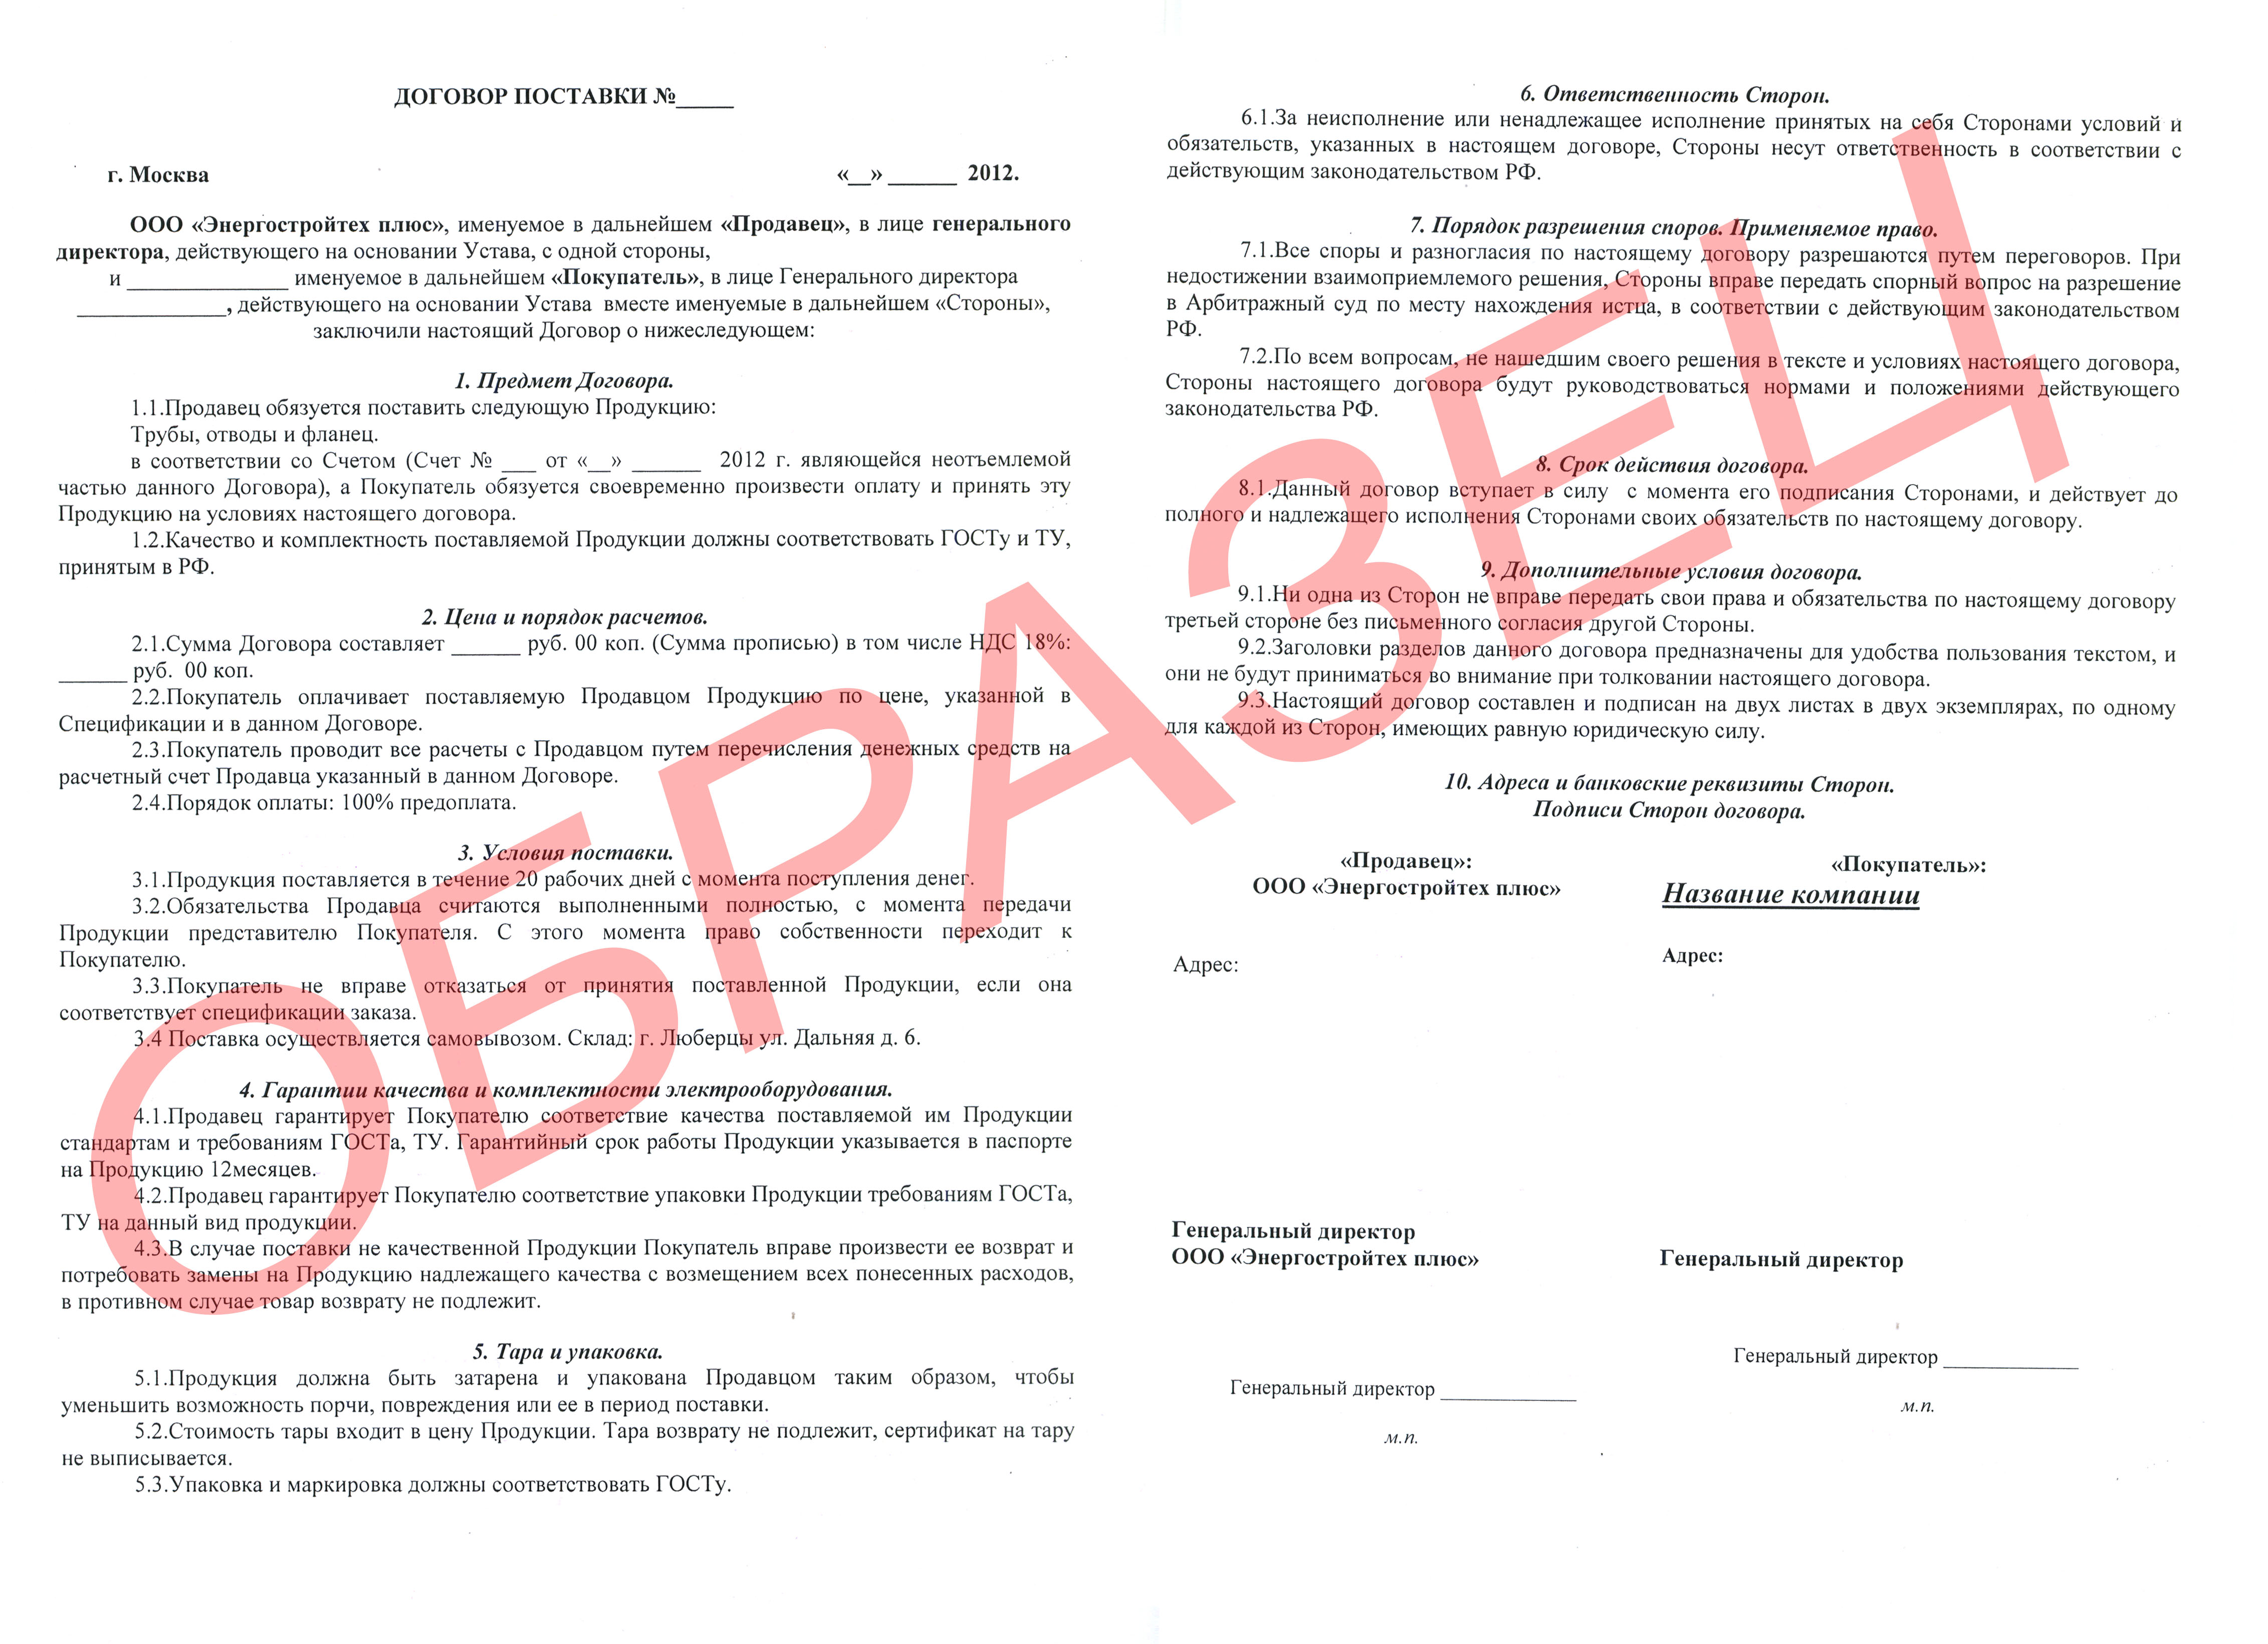 ДОГОВОР ПОСТАВКИ №_____
г. Москва «__» ______ 2012.
ООО «Энергостройтех плюс», именуемое в дальнейшем «Продавец», в лице генерального
директора, действующего на основании Устава, с одной стороны,
и ______________ именуемое в дальнейшем «Покупатель», в лице Генерального директора
_____________, действующего на основании Устава вместе именуемые в дальнейшем «Стороны»,
заключили настоящий Договор о нижеследующем:
1. Предмет Договора.
1.1.Продавец обязуется поставить следующую Продукцию:
Трубы, отводы и фланец.
в соответствии со Счетом (Счет № ___ от «__» ______ 2012 г. являющейся неотъемлемой
частью данного Договора), а Покупатель обязуется своевременно произвести оплату и принять эту
Продукцию на условиях настоящего договора.
1.2.Качество и комплектность поставляемой Продукции должны соответствовать ГОСТу и ТУ,
принятым в РФ.
2. Цена и порядок расчетов.
2.1.Сумма Договора составляет ______ руб. 00 коп. (Сумма прописью) в том числе НДС 18%:
______ руб. 00 коп.
2.2.Покупатель оплачивает поставляемую Продавцом Продукцию по цене, указанной в
Спецификации и в данном Договоре.
2.3.Покупатель проводит все расчеты с Продавцом путем перечисления денежных средств на
расчетный счет Продавца указанный в данном Договоре.
2.4.Порядок оплаты: 100% предоплата.
3. Условия поставки.
3.1.Продукция поставляется в течение 20 рабочих дней с момента поступления денег.
3.2.Обязательства Продавца считаются выполненными полностью, с момента передачи
Продукции представителю Покупателя. С этого момента право собственности переходит к
Покупателю.
3.3.Покупатель не вправе отказаться от принятия поставленной Продукции, если она
соответствует спецификации заказа.
3.4 Поставка осуществляется самовывозом. Склад: г. Люберцы ул. Дальняя д. 6.
4. Гарантии качества и комплектности электрооборудования.
4.1.Продавец гарантирует Покупателю соответствие качества поставляемой им Продукции
стандартам и требованиям ГОСТа, ТУ. Гарантийный срок работы Продукции указывается в паспорте
на Продукцию 12месяцев.
4.2.Продавец гарантирует Покупателю соответствие упаковки Продукции требованиям ГОСТа,
ТУ на данный вид продукции.
4.3.В случае поставки не качественной Продукции Покупатель вправе произвести ее возврат и
потребовать замены на Продукцию надлежащего качества с возмещением всех понесенных расходов,
в противном случае товар возврату не подлежит.
5. Тара и упаковка.
5.1.Продукция должна быть затарена и упакована Продавцом таким образом, чтобы
уменьшить возможность порчи, повреждения или ее в период поставки.
5.2.Стоимость тары входит в цену Продукции. Тара возврату не подлежит, сертификат на тару
не выписывается.
5.3.Упаковка и маркировка должны соответствовать ГОСТу.
6. Ответственность Сторон.
6.1.За неисполнение или ненадлежащее исполнение принятых на себя Сторонами условий и
обязательств, указанных в настоящем договоре, Стороны несут ответственность в соответствии с
действующим законодательством РФ.
7. Порядок разрешения споров. Применяемое право.
7.1.Все споры и разногласия по настоящему договору разрешаются путем переговоров. При
недостижении взаимоприемлемого решения, Стороны вправе передать спорный вопрос на разрешение
в Арбитражный суд по месту нахождения истца, в соответствии с действующим законодательством
РФ.
7.2.По всем вопросам, не нашедшим своего решения в тексте и условиях настоящего договора,
Стороны настоящего договора будут руководствоваться нормами и положениями действующего
законодательства РФ.
8. Срок действия договора.
8.1.Данный договор вступает в силу с момента его подписания Сторонами, и действует до
полного и надлежащего исполнения Сторонами своих обязательств по настоящему договору.
9. Дополнительные условия договора.
9.1.Ни одна из Сторон не вправе передать свои права и обязательства по настоящему договору
третьей стороне без письменного согласия другой Стороны.
9.2.Заголовки разделов данного договора предназначены для удобства пользования текстом, и
они не будут приниматься во внимание при толковании настоящего договора.
9.3.Настоящий договор составлен и подписан на двух листах в двух экземплярах, по одному
для каждой из Сторон, имеющих равную юридическую силу.
10. Адреса и банковские реквизиты Сторон.
Подписи Сторон договора.
«Продавец»:
ООО «Энергостройтех плюс»
Адрес:
Генеральный директор
ООО «Энергостройтех плюс»
Генеральный директор ____________
м.п.
«Покупатель»:
Название компании
Адрес:
Генеральный директор
Генеральный директор ____________
м.п.
ОБРАЗЕЦ